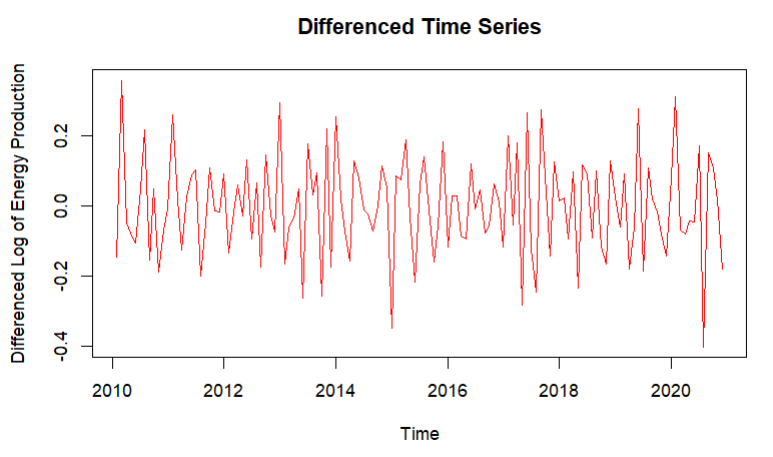 Differenced Time Series
Differenced Log of Energy Production
0.2
0.0
-0.2
-0.4
2010 2012 2014 2016 2018 2020
Time